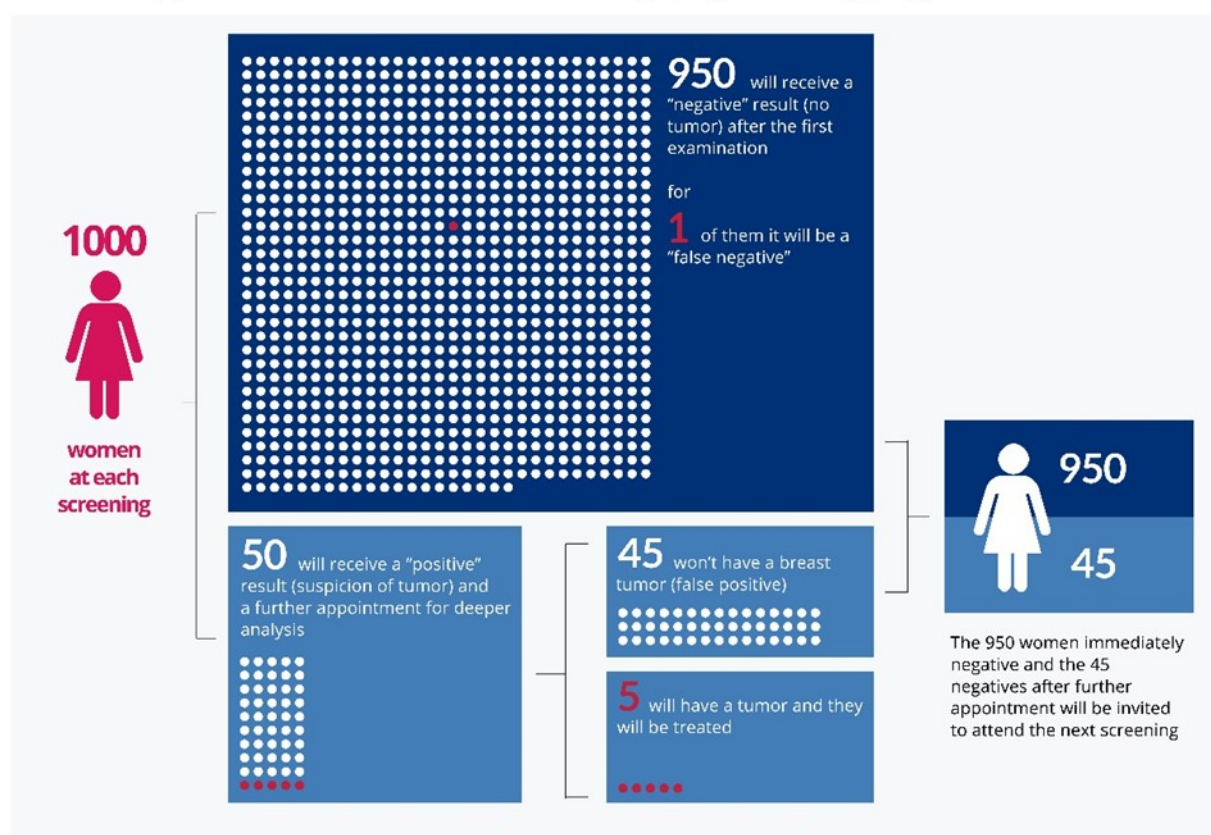 1000
women
at each
screening
950 will receive a
“negative” result (no
tumor) after the first
examination
for
1 of them it will be a
“false negative”
50 will receive a “positive”
result (suspicion of tumor) and
a further appointment for deeper
analysis
45 won’t have a breast
tumor (false positive)
5 will have a tumor and they
will be treated
950
45
The 950 women immediately
negative and the 45
negatives after further
appointment will be invited
to attend the next screening